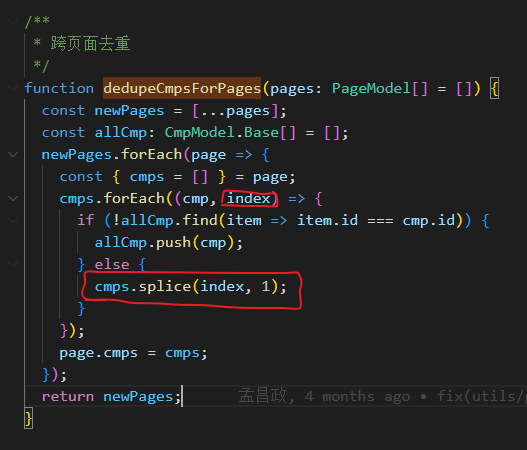 /**
 * 跨页面去重
 */
function dedupeCmpsForPages(pages: PageModel[] = []) {
  const newPages = [...pages];
  const allCmp: CmpModel.Base[] = [];
  newPages.forEach(page => {
    const { cmps = [] } = page;
    cmps.forEach((cmp, index) => {
      if (!allCmp.find(item => item.id === cmp.id)) {
        allCmp.push(cmp);
      } else {
        cmps.splice(index, 1);
      }
    });
    page.cmps = cmps;
  });
  return newPages; 孟昌政, 4 months ago • fix(utils/
}